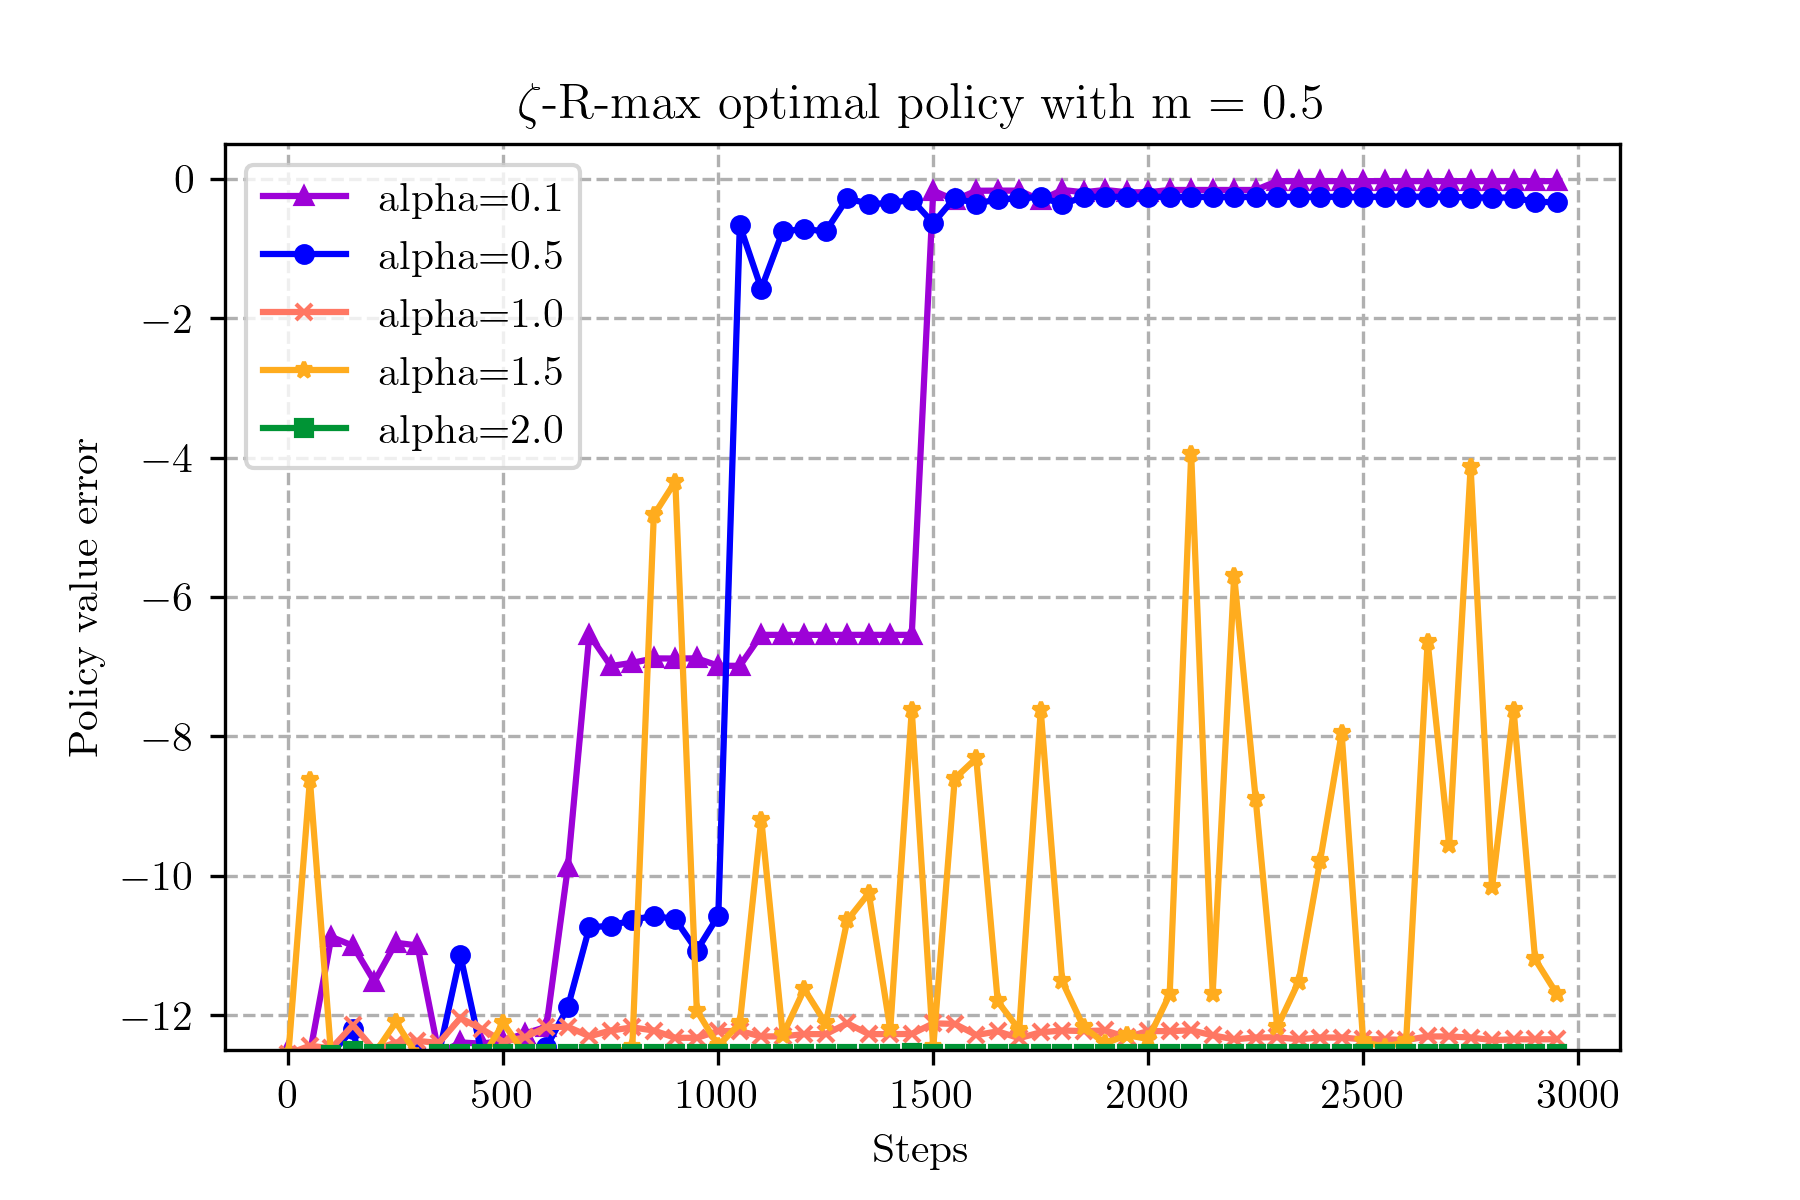 ζ-R-max optimal policy with m = 0.5
alpha=0.1
alpha=0.5
alpha=1.0
alpha=1.5
alpha=2.0
Policy value error
0
−2
−4
−6
−8
−10
−12
0 500 1000 1500 2000 2500 3000
Steps